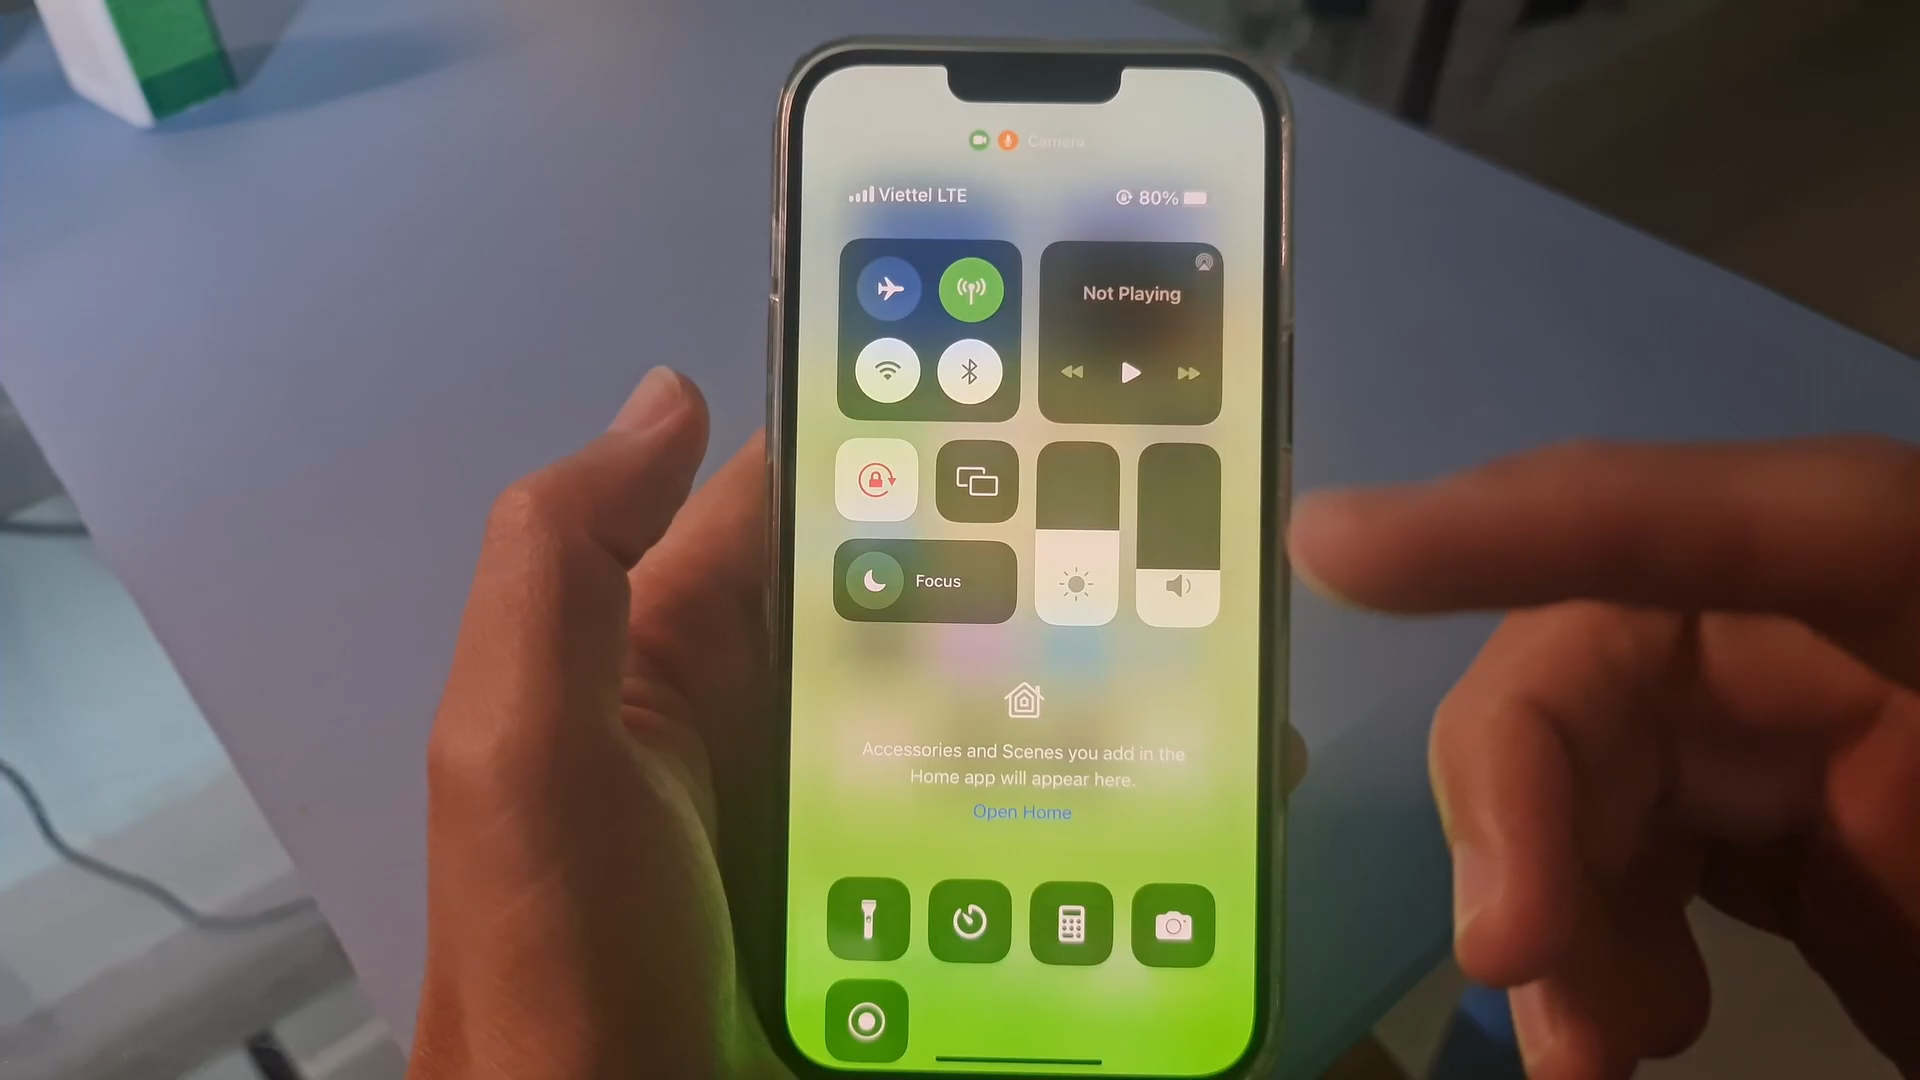 Camera
Viettel LTE
80%
Not Playing
Focus
Accessories and Scenes you add in the
Home app will appear here.
Open Home